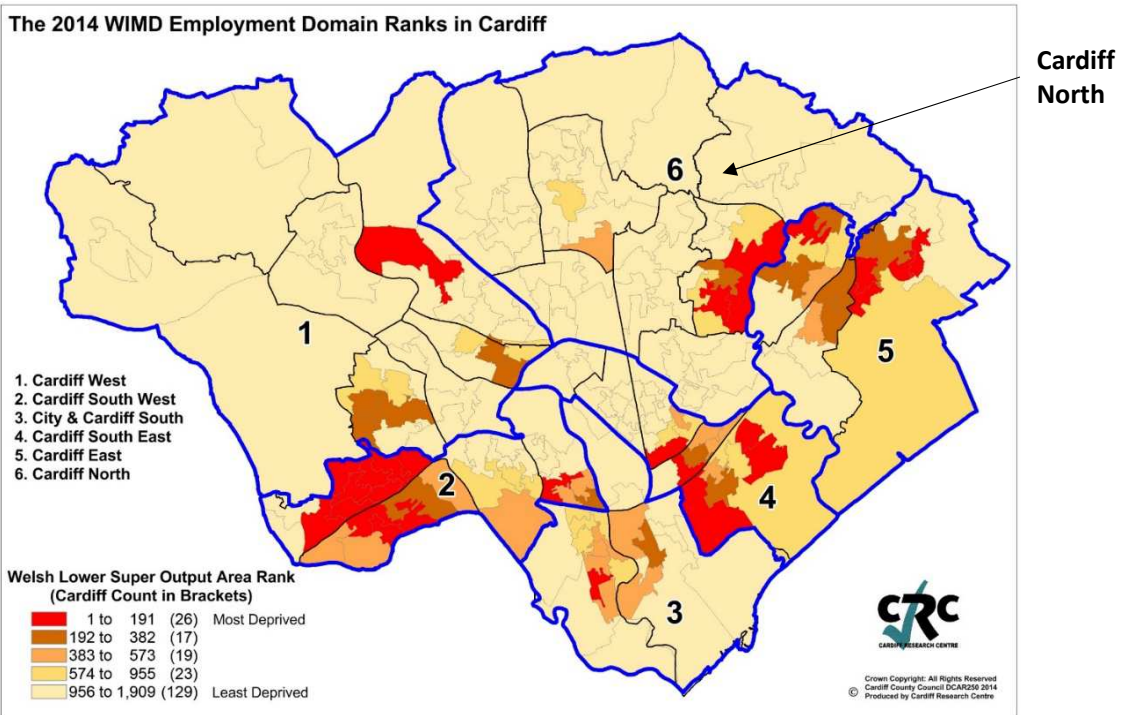 The 2014 WIMD Employment Domain Ranks in Cardiff
Cardiff
North
6
1
5
1. Cardiff West
2. Cardiff South West
3. City & Cardiff South
4. Cardiff South East
5. Cardiff East
6. Cardiff North
2
4
3
Welsh Lower Super Output Area Rank
(Cardiff Count in Brackets)
1 to 191 (26) Most Deprived
192 to 382 (17)
383 to 573 (19)
574 to 955 (23)
956 to 1,909 (129) Least Deprived
CRC
CARDIFF RESEARCH CENTRE
Crown Copyright: All Rights Reserved
© Cardiff County Council DCAR250 2014
Produced by Cardiff Research Centre